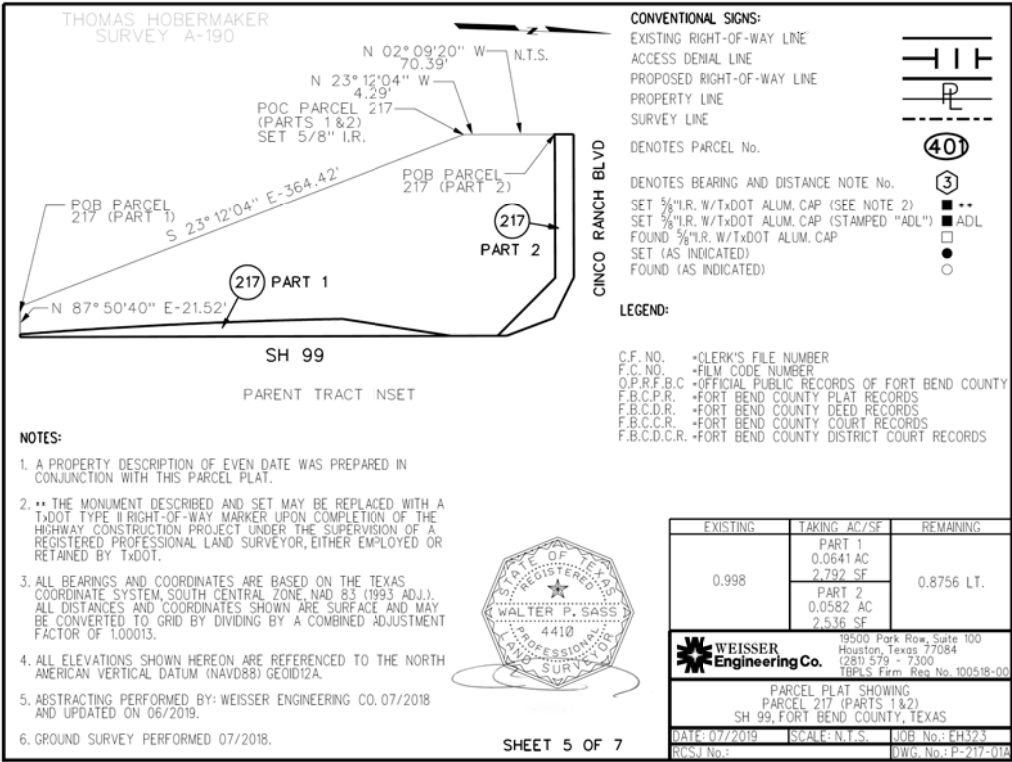 THOMAS HOBERMAKER
SURVEY A-190
N 02° 09'20" W
70.39'
N.T.S.
Z
N 23° 12'04" W
4.29'
POC PARCEL 217
(PARTS 1 &2)
SET 5/8" I.R.
POB PARCEL
217 (PART 1)
S 23° 12'04" E-364.42'
POB PARCEL
217 (PART 2)
217
PART 2
CINCO RANCH BLVD
217 PART 1
N 87° 50'40" E-21.52'
SH 99
PARENT TRACT NSET
CONVENTIONAL SIGNS:
EXISTING RIGHT-OF-WAY LINE
ACCESS DENIAL LINE
PROPOSED RIGHT-OF-WAY LINE
PROPERTY LINE
PL
SURVEY LINE
DENOTES PARCEL No.
401
DENOTES BEARING AND DISTANCE NOTE No.
3
SET 5/8"I.R. W/TxDOT ALUM. CAP (SEE NOTE 2) ■ **
SET 5/8"I.R. W/TxDOT ALUM. CAP (STAMPED "ADL") ■ ADL
FOUND 5/8"I.R. W/TxDOT ALUM. CAP □
SET (AS INDICATED) ●
FOUND (AS INDICATED) ○
LEGEND:
C.F. NO. =CLERK'S FILE NUMBER
F.C. NO. =FILM CODE NUMBER
O.P.R.F.B.C =OFFICIAL PUBLIC RECORDS OF FORT BEND COUNTY
F.B.C.P.R. =FORT BEND COUNTY PLAT RECORDS
F.B.C.D.R. =FORT BEND COUNTY DEED RECORDS
F.B.C.C.R. =FORT BEND COUNTY COURT RECORDS
F.B.C.D.C.R. =FORT BEND COUNTY DISTRICT COURT RECORDS
NOTES:
1. A PROPERTY DESCRIPTION OF EVEN DATE WAS PREPARED IN
CONJUNCTION WITH THIS PARCEL PLAT.
2. ** THE MONUMENT DESCRIBED AND SET MAY BE REPLACED WITH A
TxDOT TYPE II RIGHT-OF-WAY MARKER UPON COMPLETION OF THE
HIGHWAY CONSTRUCTION PROJECT UNDER THE SUPERVISION OF A
REGISTERED PROFESSIONAL LAND SURVEYOR, EITHER EMPLOYED OR
RETAINED BY TxDOT.
3. ALL BEARINGS AND COORDINATES ARE BASED ON THE TEXAS
COORDINATE SYSTEM, SOUTH CENTRAL ZONE, NAD 83 (1993 ADJ.).
ALL DISTANCES AND COORDINATES SHOWN ARE SURFACE AND MAY
BE CONVERTED TO GRID BY DIVIDING BY A COMBINED ADJUSTMENT
FACTOR OF 1.00013.
4. ALL ELEVATIONS SHOWN HEREON ARE REFERENCED TO THE NORTH
AMERICAN VERTICAL DATUM (NAVD88) GEOID12A.
5. ABSTRACTING PERFORMED BY: WEISSER ENGINEERING CO. 07/2018
AND UPDATED ON 06/2019.
6. GROUND SURVEY PERFORMED 07/2018.
STATE OF TEXAS
REGISTERED
WALTER P. SASS
4410
PROFESSIONAL
LAND SURVEYOR
SHEET 5 OF 7
EXISTING TAKING AC/SF REMAINING
0.998
PART 1
0.0641 AC
2,792 SF
PART 2
0.0582 AC
2,536 SF
0.8756 LT.
WEISSER
Engineering Co.
19500 Park Row, Suite 100
Houston, Texas 77084
(281) 579 - 7300
TBPLS Firm Reg No. 100518-00
PARCEL PLAT SHOWING
PARCEL 217 (PARTS 1 &2)
SH 99, FORT BEND COUNTY, TEXAS
DATE: 07/2019 SCALE: N.T.S. JOB No.: EH323
RCSJ No.: DWG. No.: P-217-01A